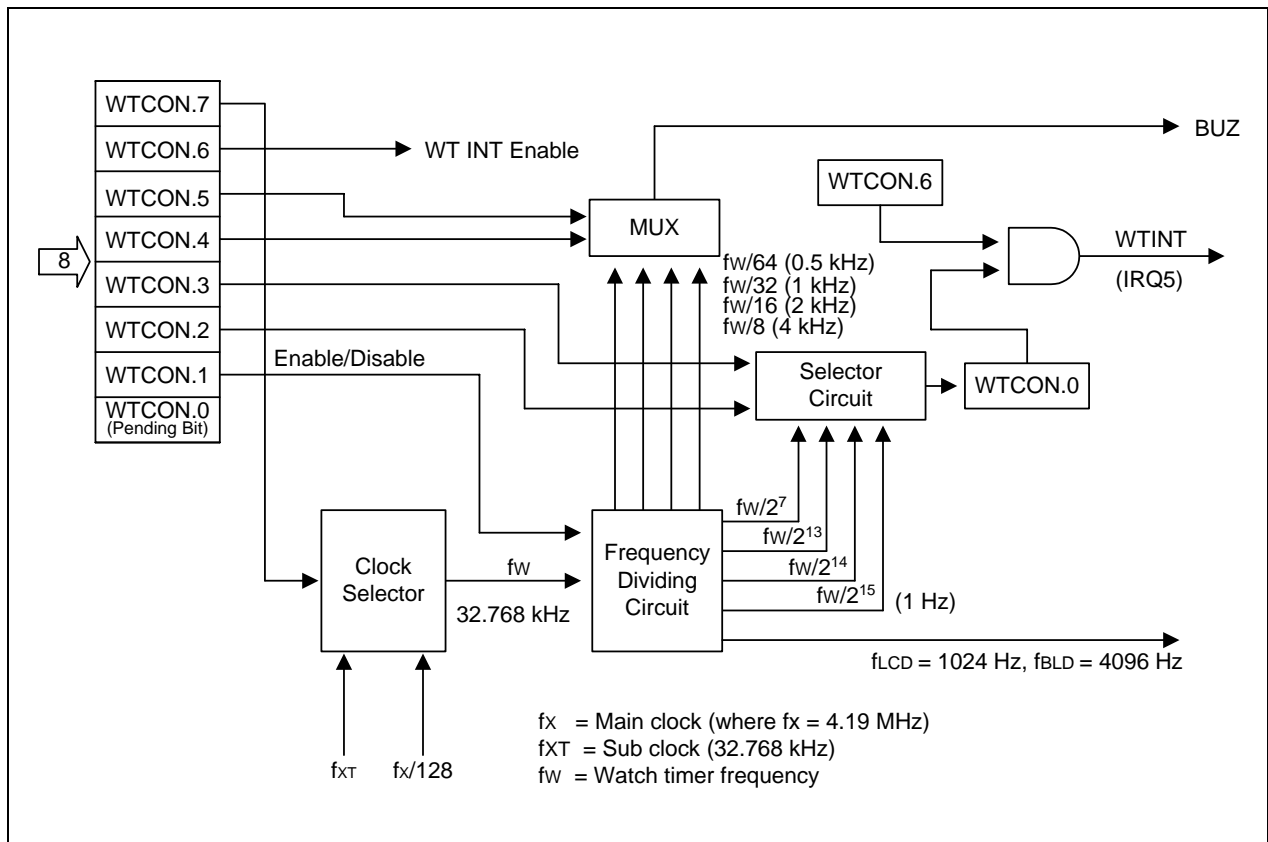 WTCON.7
WTCON.6
WTCON.5
WTCON.4
WTCON.3
WTCON.2
WTCON.1
WTCON.0
(Pending Bit)
8
WT INT Enable
BUZ
WTCON.6
MUX
WTINT
(IRQ5)
fW/64 (0.5 kHz)
fW/32 (1 kHz)
fW/16 (2 kHz)
fW/8 (4 kHz)
Enable/Disable
Selector
Circuit
WTCON.0
Clock
Selector
fW
32.768 kHz
Frequency
Dividing
Circuit
fW/2⁷
fW/2¹³
fW/2¹⁴
fW/2¹⁵
(1 Hz)
fLCD = 1024 Hz, fBLD = 4096 Hz
fXT
fX/128
fX = Main clock (where fx = 4.19 MHz)
fXT = Sub clock (32.768 kHz)
fW = Watch timer frequency